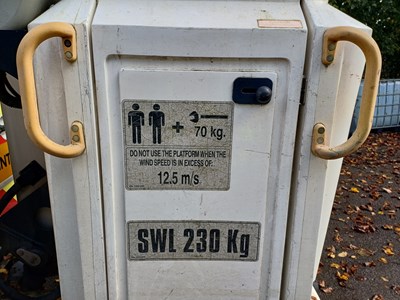 + 70 kg.
DO NOT USE THE PLATFORM WHEN THE
WIND SPEED IS IN EXCESS OF:
12.5 m/s
SWL 230 Kg